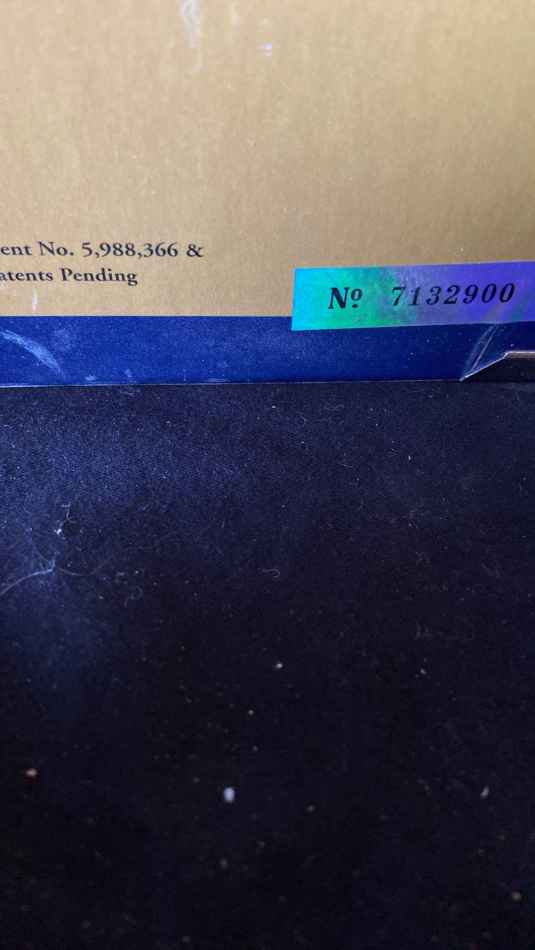 ent No. 5,988,366 &
atents Pending
Nº 7132900